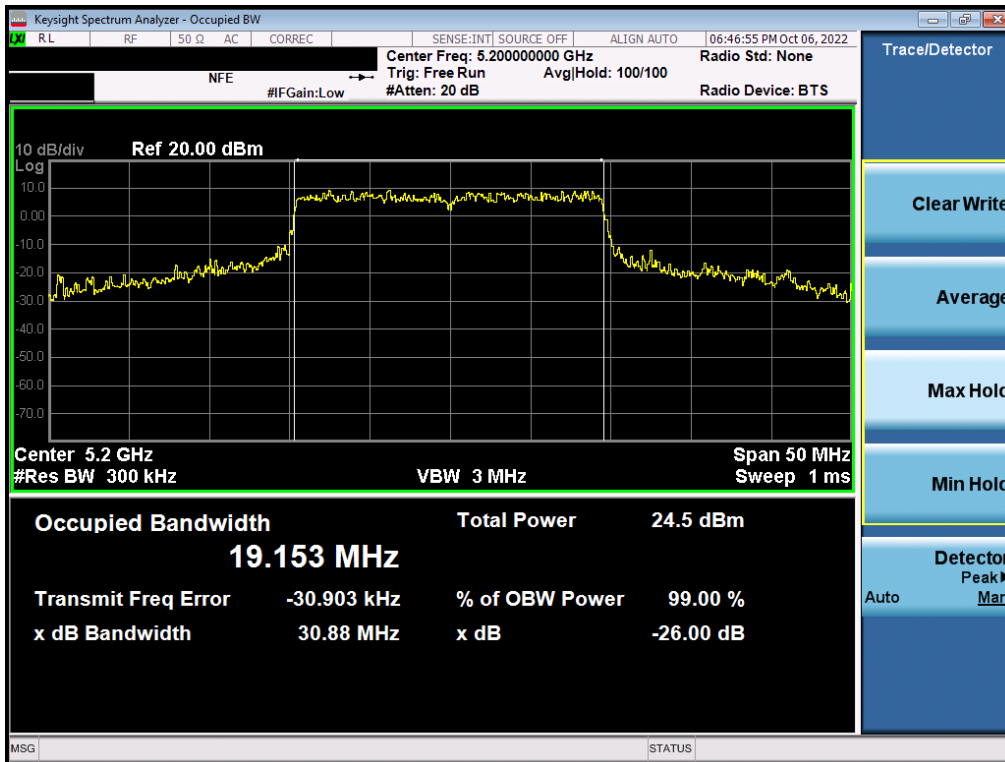 Keysight Spectrum Analyzer - Occupied BW
LXI RL RF 50 Ω AC CORREC SENSE:INT SOURCE OFF ALIGN AUTO 06:46:55 PM Oct 06, 2022
Center Freq: 5.200000000 GHz Radio Std: None
NFE Trig: Free Run Avg|Hold: 100/100
#IFGain:Low #Atten: 20 dB Radio Device: BTS
Trace/Detector
10 dB/div Ref 20.00 dBm
Log
10.0
0.00
-10.0
-20.0
-30.0
-40.0
-50.0
-60.0
-70.0
Center 5.2 GHz Span 50 MHz
#Res BW 300 kHz VBW 3 MHz Sweep 1 ms
Occupied Bandwidth Total Power 24.5 dBm
19.153 MHz
Transmit Freq Error -30.903 kHz % of OBW Power 99.00 %
x dB Bandwidth 30.88 MHz x dB -26.00 dB
Clear Write
Average
Max Hold
Min Hold
Detector
Peak
Auto Man
MSG STATUS